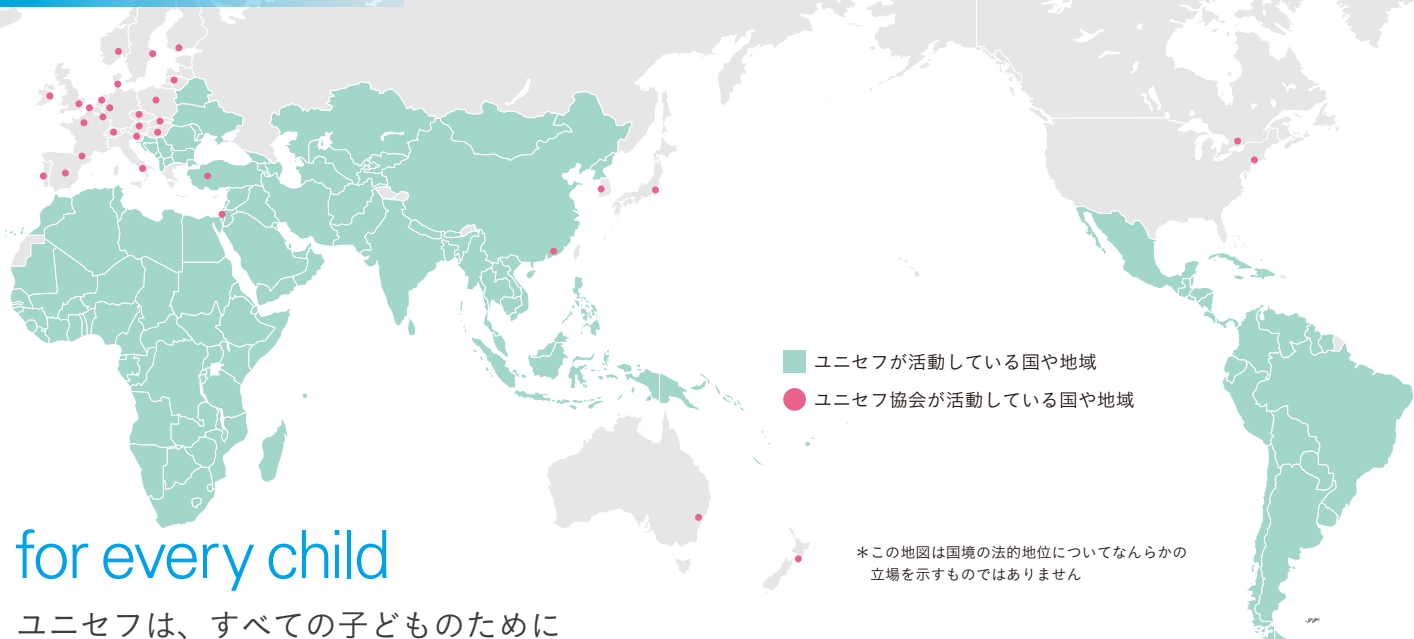 ユニセフが活動している国や地域
ユニセフ協会が活動している国や地域
＊この地図は国境の法的地位についてなんらかの
立場を示すものではありません
for every child
ユニセフは、すべての子どものために